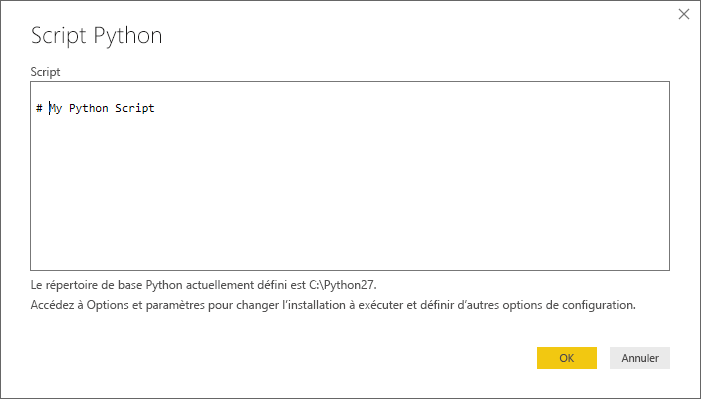 Script Python
Script
# My Python Script
Le répertoire de base Python actuellement défini est C:\Python27.
Accédez à Options et paramètres pour changer l’installation à exécuter et définir d’autres options de configuration.
OK
Annuler